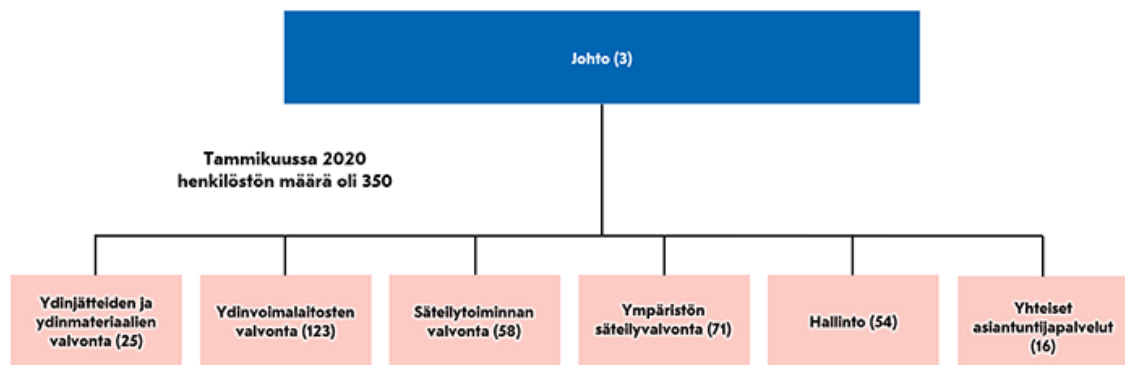 Johto (3)
Tammikuussa 2020
henkilöstön määrä oli 350
Ydinjätteiden ja
ydinmateriaalien
valvonta (25)
Ydinvoimalaitosten
valvonta (123)
Säteilytoiminnan
valvonta (58)
Ympäristön
säteilyvalvonta (71)
Hallinto (54)
Yhteiset
asiantuntijapalvelut
(16)